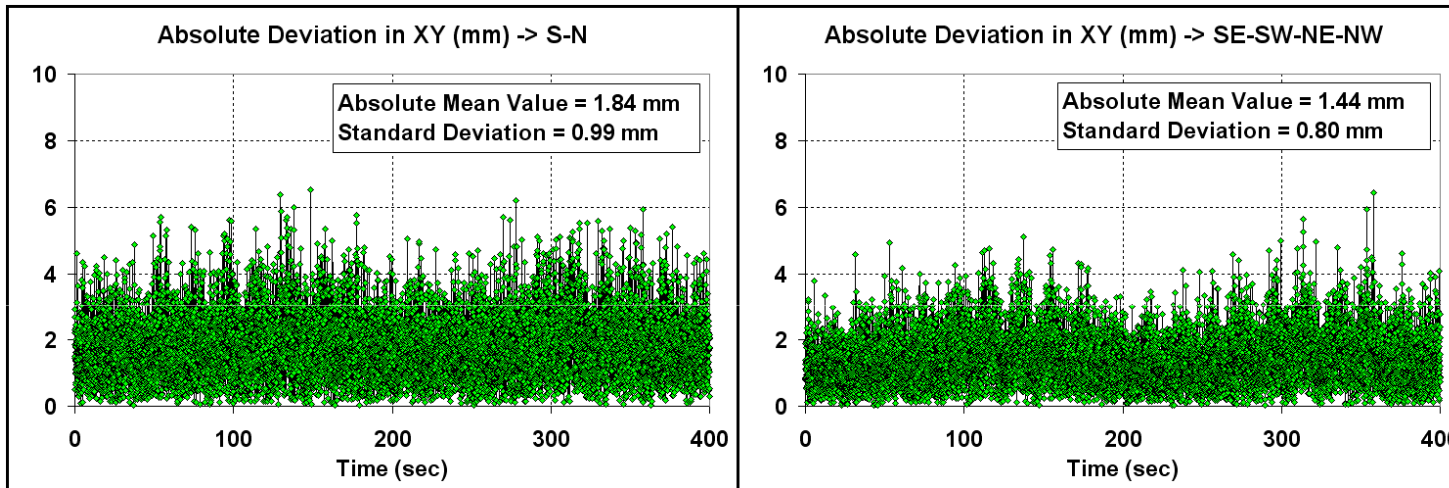 Absolute Deviation in XY (mm) -> S-N
10
8
6
4
2
0
Absolute Mean Value = 1.84 mm
Standard Deviation = 0.99 mm
0 100 200 300 400
Time (sec)
Absolute Deviation in XY (mm) -> SE-SW-NE-NW
10
8
6
4
2
0
Absolute Mean Value = 1.44 mm
Standard Deviation = 0.80 mm
0 100 200 300 400
Time (sec)